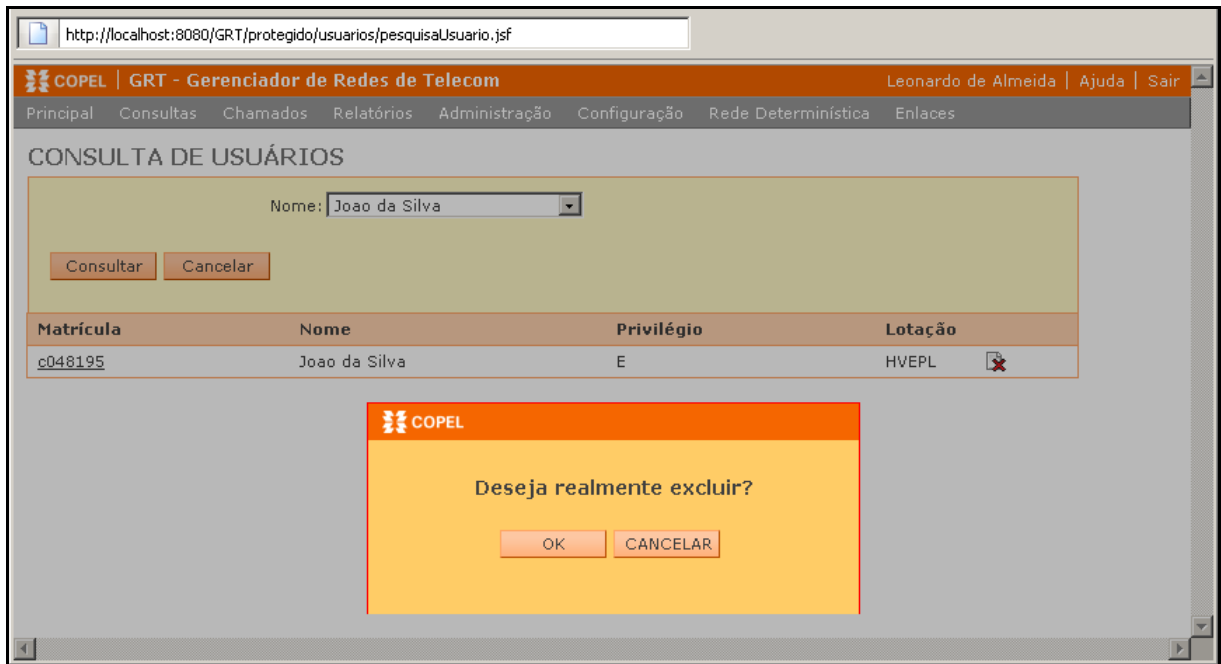 http://localhost:8080/GRT/protegido/usuarios/pesquisaUsuario.jsf
COPEL | GRT - Gerenciador de Redes de Telecom Leonardo de Almeida | Ajuda | Sair
Principal Consultas Chamados Relatórios Administração Configuração Rede Determinística Enlaces
CONSULTA DE USUÁRIOS
Nome: Joao da Silva
Consultar Cancelar
Matrícula Nome Privilégio Lotação
c048195 Joao da Silva E HVEPL
COPEL
Deseja realmente excluir?
OK CANCELAR